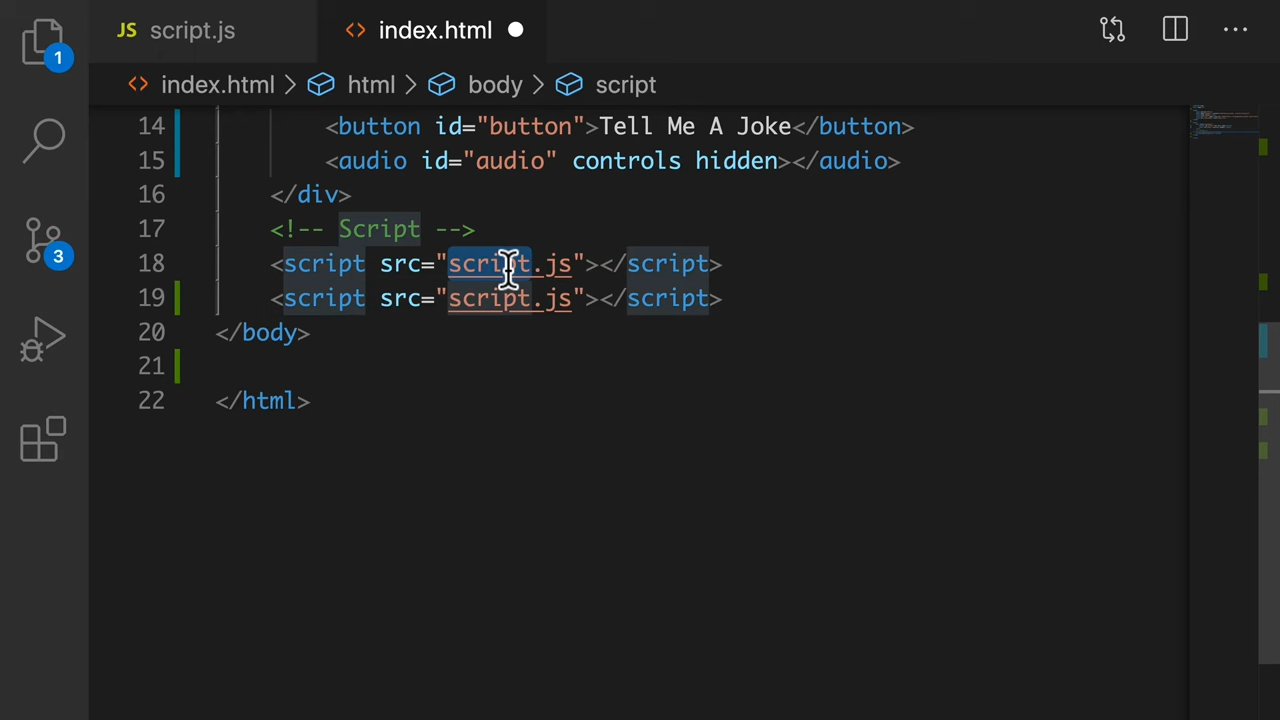 1
JS script.js
<> index.html
<> index.html > html > body > script
14 <button id="button">Tell Me A Joke</button>
15 <audio id="audio" controls hidden></audio>
16 </div>
17 <!-- Script -->
18 <script src="script.js"></script>
19 <script src="script.js"></script>
20 </body>
21
22 </html>
3